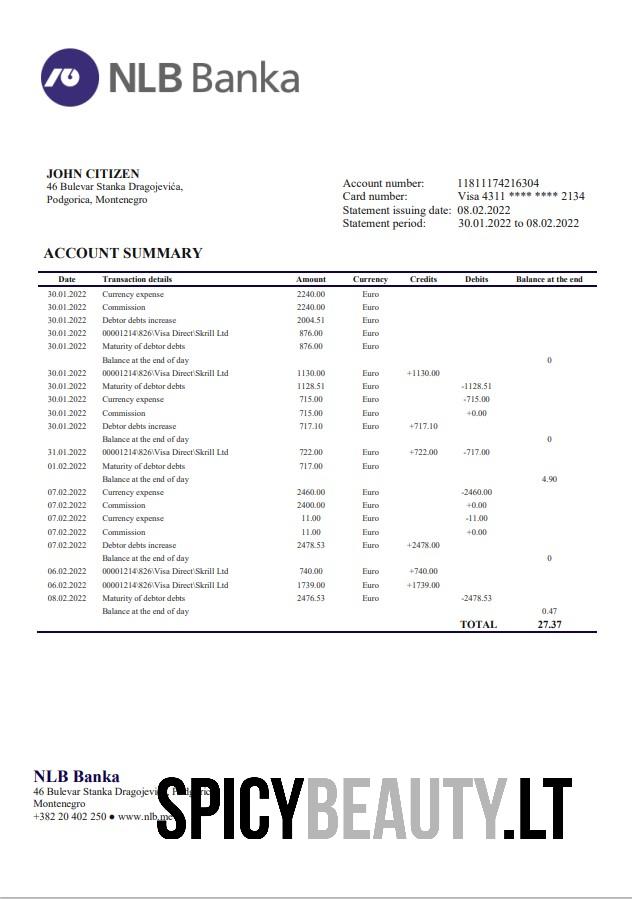 NLB Banka
JOHN CITIZEN
46 Bulevar Stanka Dragojevića,
Podgorica, Montenegro
Account number: 11811174216304
Card number: Visa 4311 **** **** 2134
Statement issuing date: 08.02.2022
Statement period: 30.01.2022 to 08.02.2022
ACCOUNT SUMMARY
Date Transaction details Amount Currency Credits Debits Balance at the end
30.01.2022 Currency expense 2240.00 Euro
30.01.2022 Commission 2240.00 Euro
30.01.2022 Debtor debts increase 2004.51 Euro
30.01.2022 00001214\826\Visa Direct\Skrill Ltd 876.00 Euro
30.01.2022 Maturity of debtor debts 876.00 Euro
Balance at the end of day 0
30.01.2022 00001214\826\Visa Direct\Skrill Ltd 1130.00 Euro +1130.00
30.01.2022 Maturity of debtor debts 1128.51 Euro -1128.51
30.01.2022 Currency expense 715.00 Euro -715.00
30.01.2022 Commission 715.00 Euro +0.00
30.01.2022 Debtor debts increase 717.10 Euro +717.10
Balance at the end of day 0
31.01.2022 00001214\826\Visa Direct\Skrill Ltd 722.00 Euro +722.00 -717.00
01.02.2022 Maturity of debtor debts 717.00 Euro
Balance at the end of day 4.90
07.02.2022 Currency expense 2460.00 Euro -2460.00
07.02.2022 Commission 2400.00 Euro +0.00
07.02.2022 Currency expense 11.00 Euro -11.00
07.02.2022 Commission 11.00 Euro +0.00
07.02.2022 Debtor debts increase 2478.53 Euro +2478.00
Balance at the end of day 0
06.02.2022 00001214\826\Visa Direct\Skrill Ltd 740.00 Euro +740.00
06.02.2022 00001214\826\Visa Direct\Skrill Ltd 1739.00 Euro +1739.00
08.02.2022 Maturity of debtor debts 2476.53 Euro -2478.53
Balance at the end of day 0.47
TOTAL 27.37
NLB Banka
46 Bulevar Stanka
Montenegro
+382 20 402 250 ● www.nlb.me
SPICYBEAUTY.LT